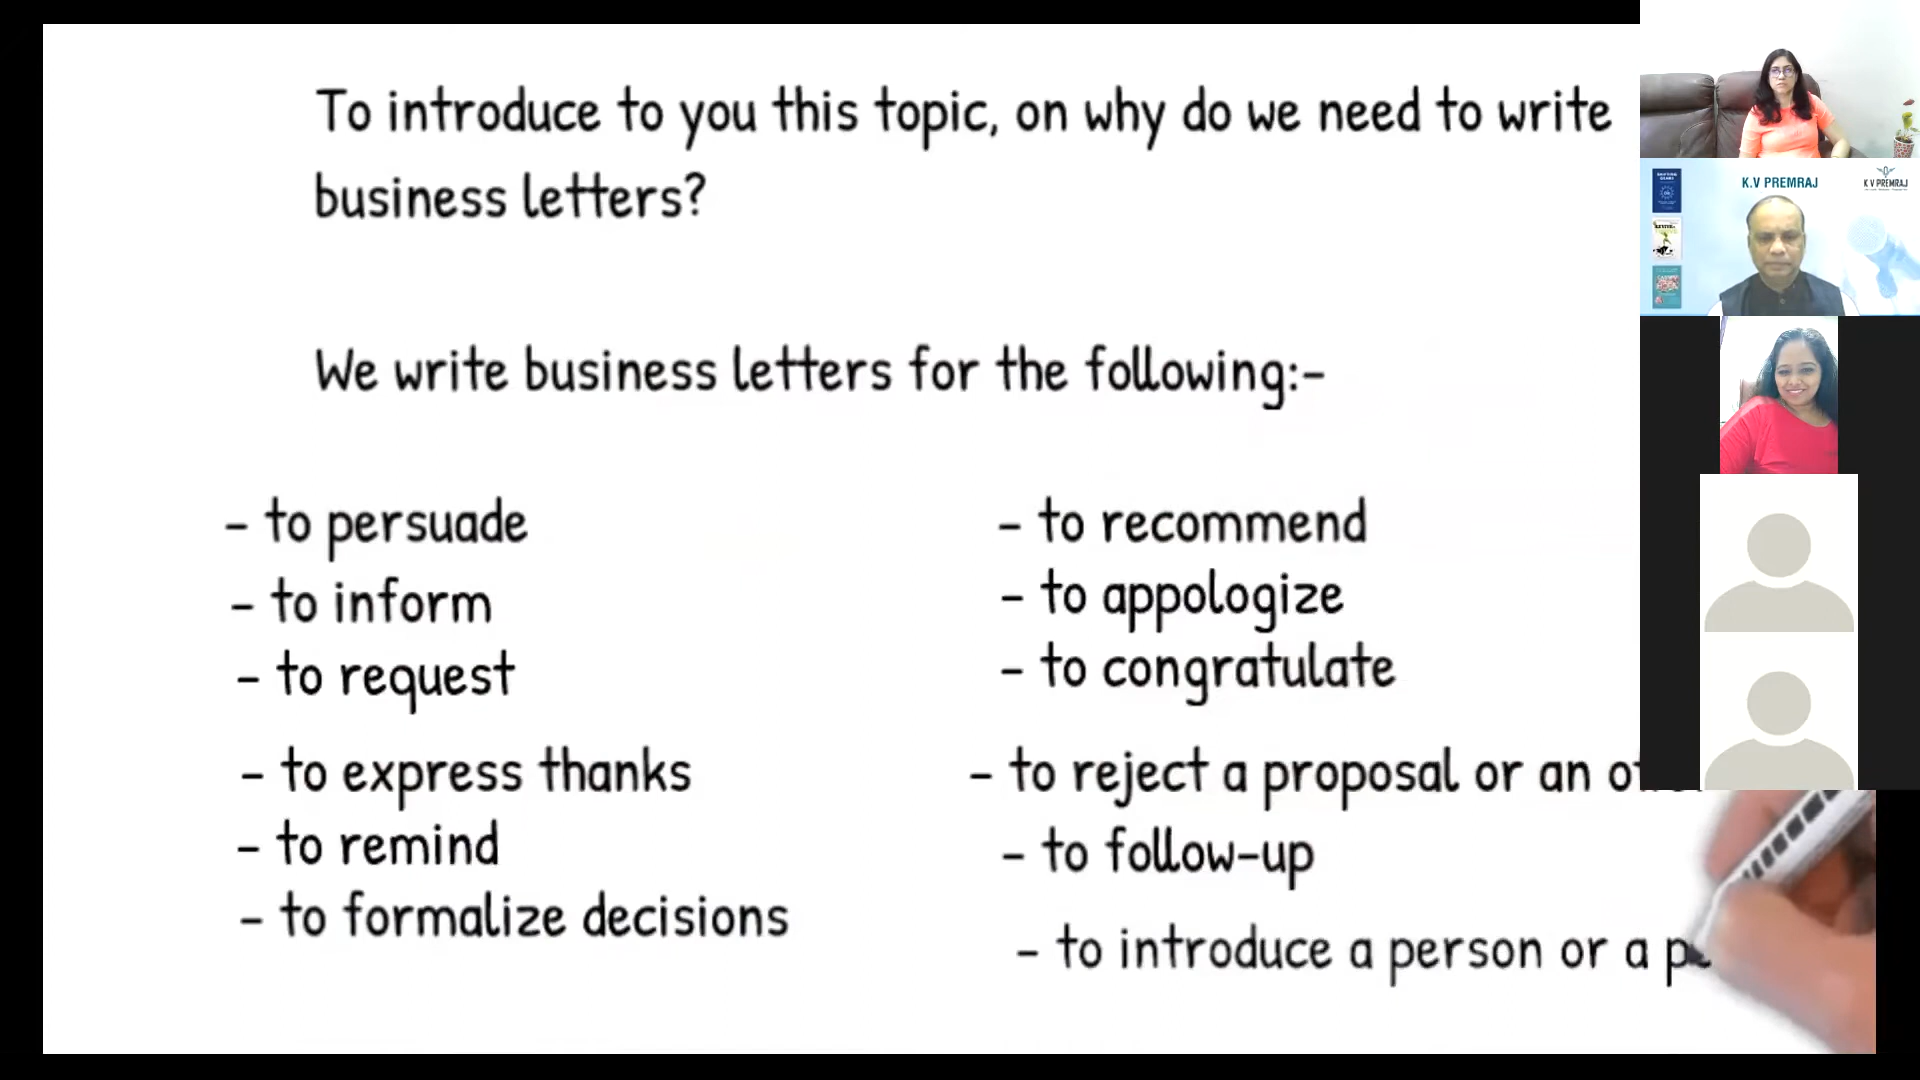 To introduce to you this topic, on why do we need to write
business letters?
We write business letters for the following:-
- to persuade
- to inform
- to request
- to express thanks
- to remind
- to formalize decisions
- to recommend
- to appologize
- to congratulate
- to reject a proposal or an
- to follow-up
- to introduce a person or a
K.V PREMRAJ
K V PREMRAJ